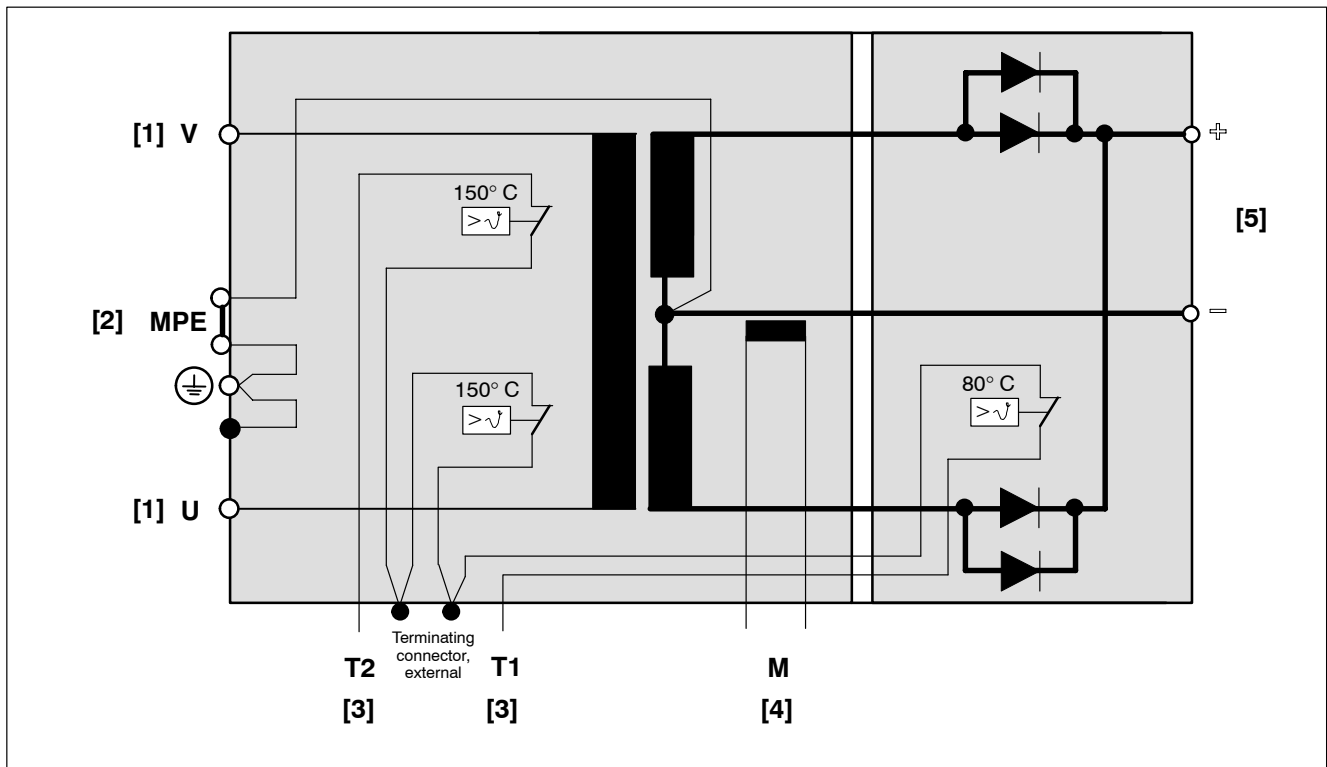 [1] V
+
150° C
> ϑ
[5]
[2] MPE
−
150° C
> ϑ
80° C
> ϑ
[1] U
Terminating
connector,
external
T2
T1
M
[3]
[3]
[4]